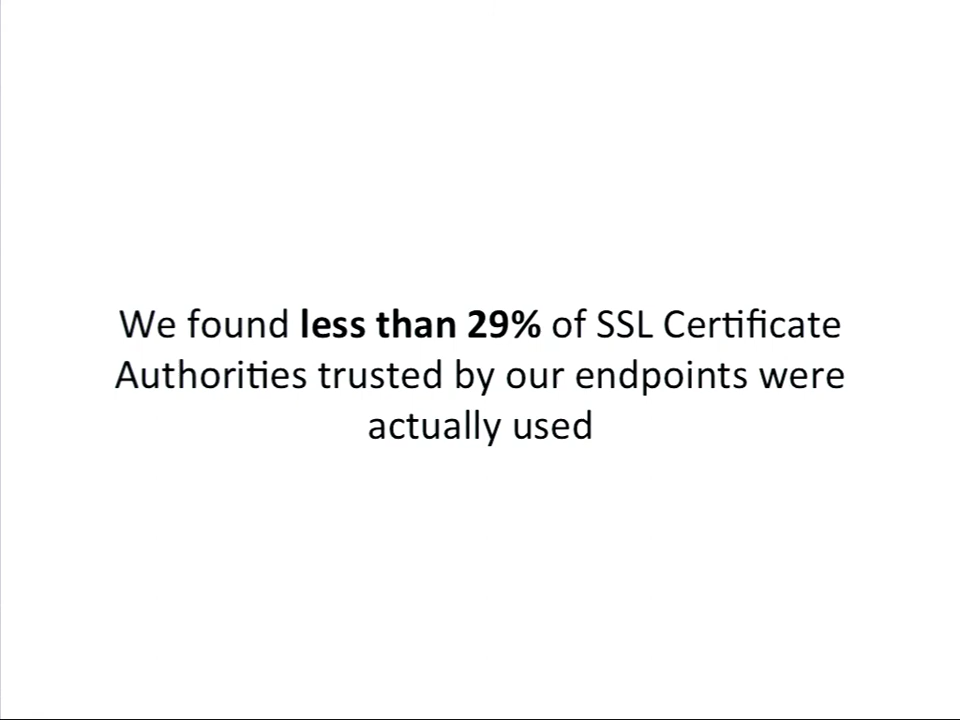 We found less than 29% of SSL Certificate
Authorities trusted by our endpoints were
actually used